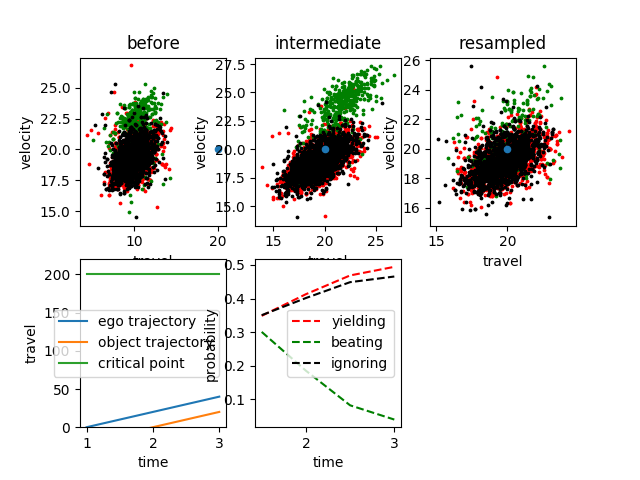 before
intermediate
resampled
velocity
25.0
22.5
20.0
17.5
15.0
10
20
travel
velocity
27.5
25.0
22.5
20.0
17.5
15.0
15
20
25
travel
velocity
26
24
22
20
18
16
15
20
travel
travel
200
150
100
50
0
ego trajectory
object trajectory
critical point
1
2
3
time
probability
0.5
0.4
0.3
0.2
0.1
yielding
beating
ignoring
2
3
time